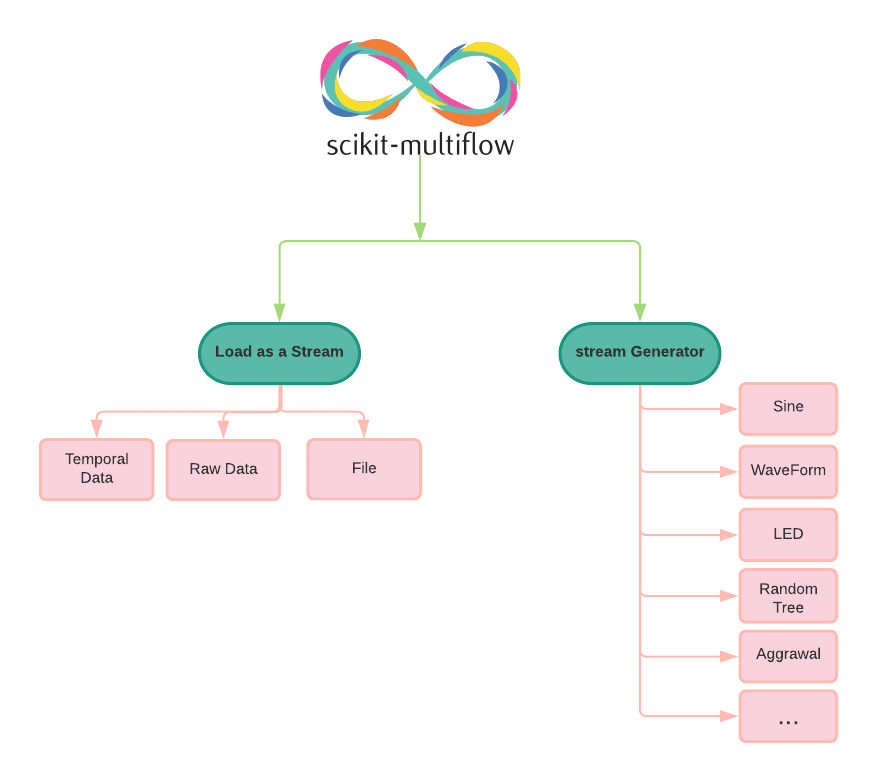 scikit-multiflow
Load as a Stream
stream Generator
Temporal
Data
Raw Data
File
Sine
WaveForm
LED
Random
Tree
Aggrawal
...